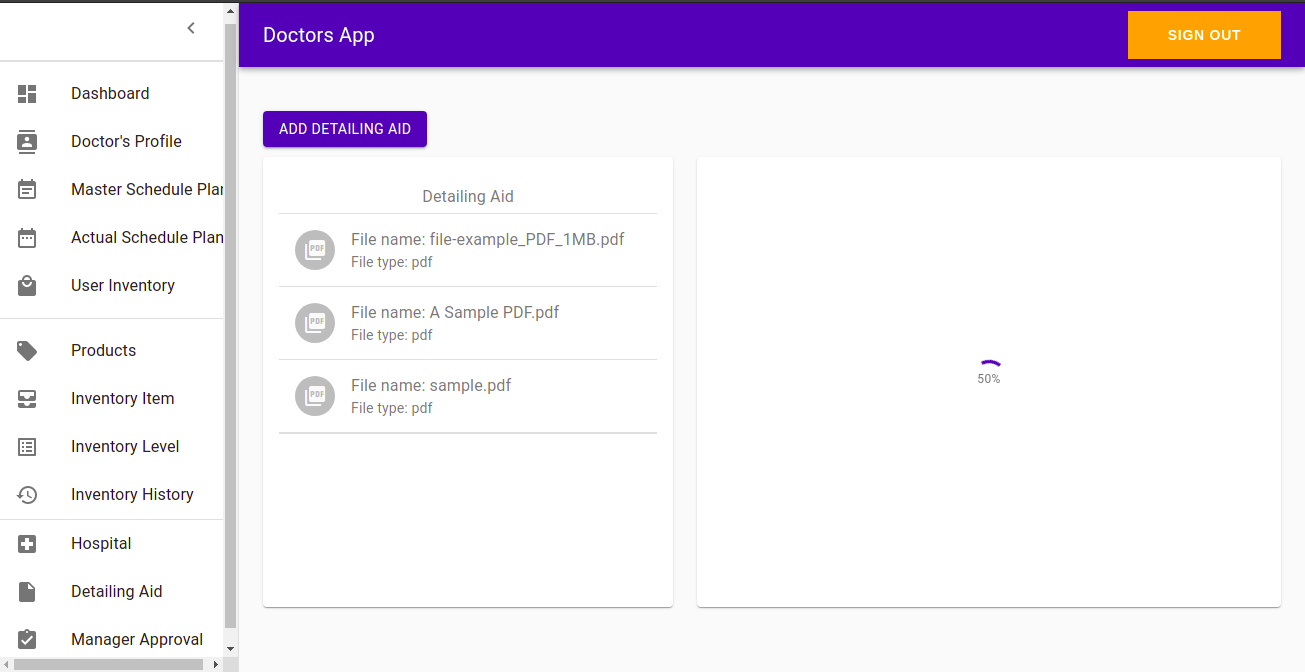 Doctors App
SIGN OUT
Dashboard
Doctor's Profile
Master Schedule Plan
Actual Schedule Plan
User Inventory
Products
Inventory Item
Inventory Level
Inventory History
Hospital
Detailing Aid
Manager Approval
ADD DETAILING AID
Detailing Aid
PDF
File name: file-example_PDF_1MB.pdf
File type: pdf
PDF
File name: A Sample PDF.pdf
File type: pdf
PDF
File name: sample.pdf
File type: pdf
50%